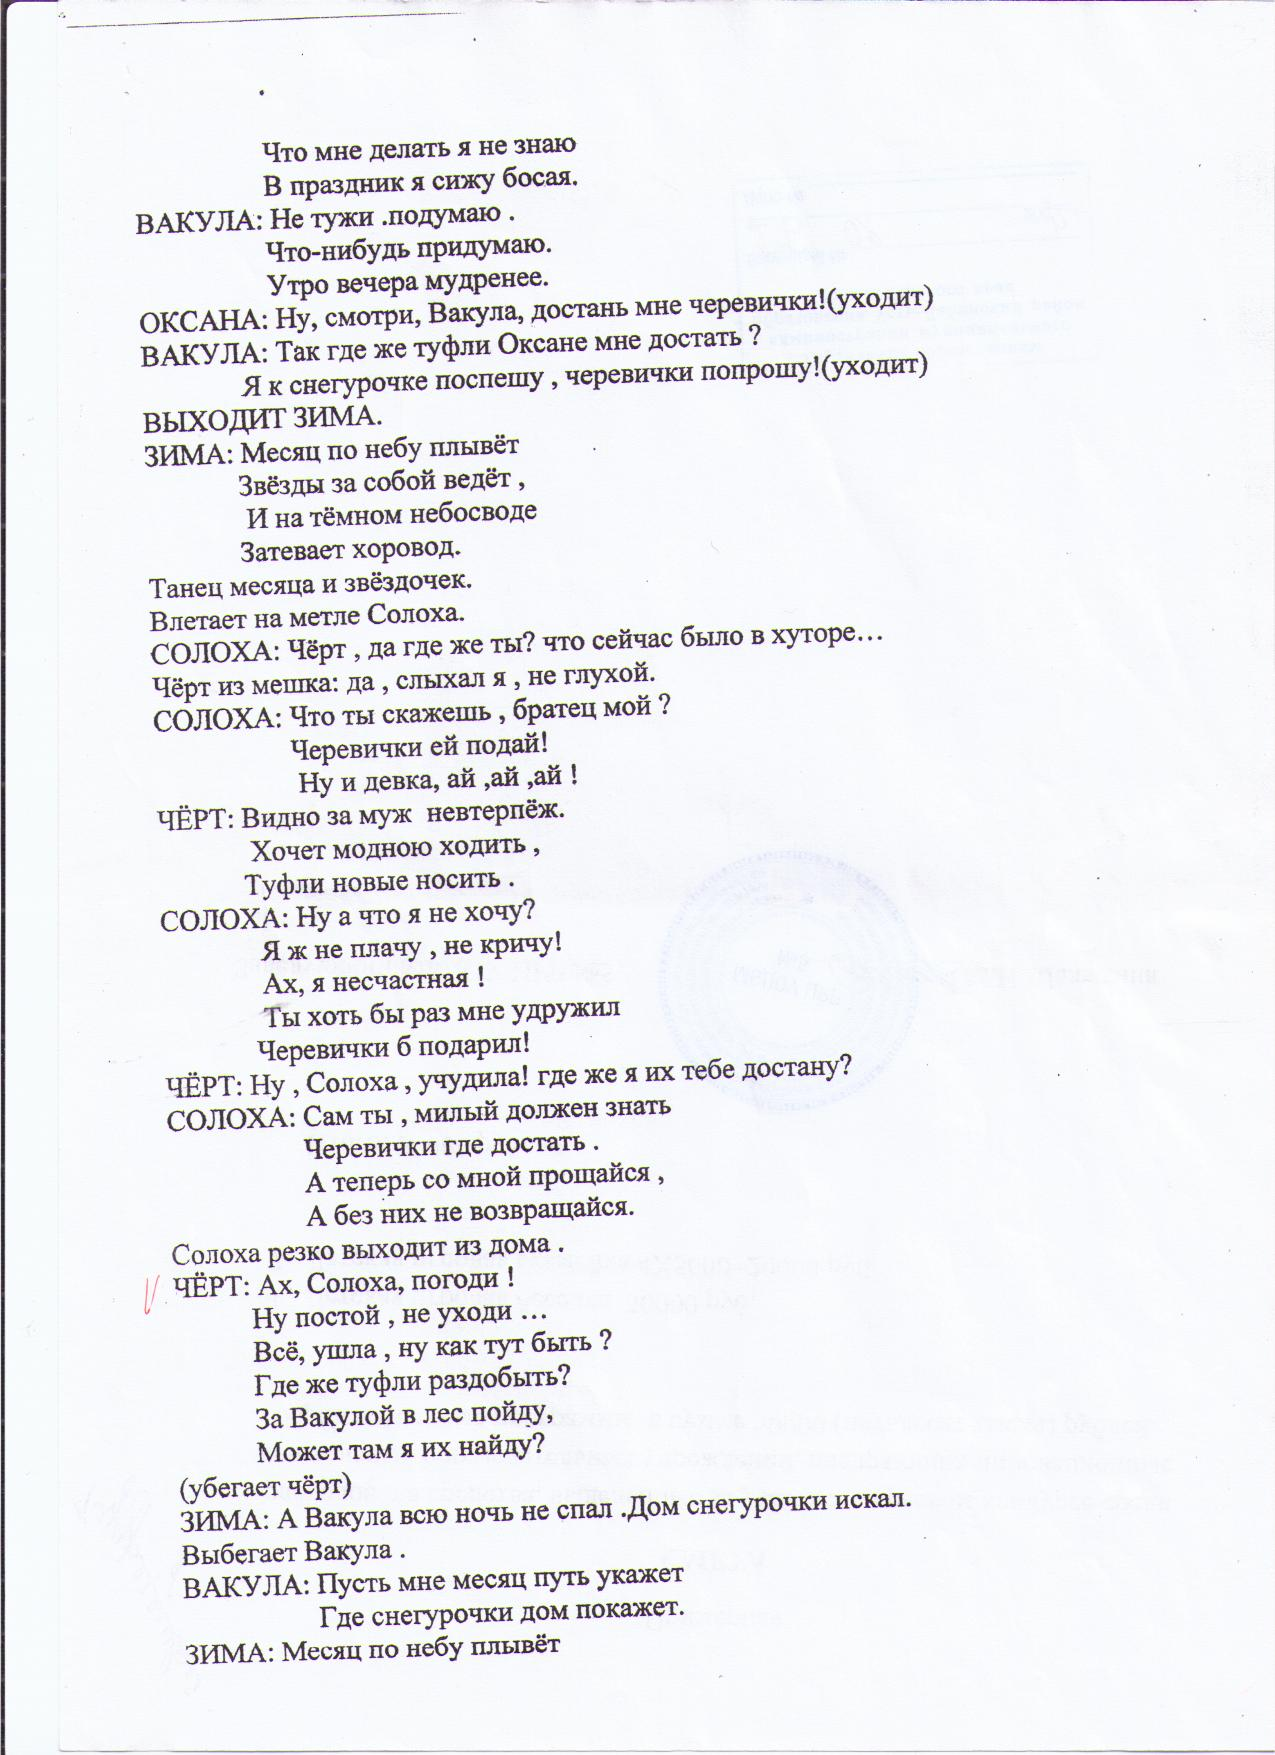 Что мне делать я не знаю
В праздник я сижу босая.
ВАКУЛА: Не тужи .подумаю .
Что-нибудь придумаю.
Утро вечера мудренее.
ОКСАНА: Ну, смотри, Вакула, достань мне черевички!(уходит)
ВАКУЛА: Так где же туфли Оксане мне достать ?
Я к снегурочке поспешу , черевички попрошу!(уходит)
ВЫХОДИТ ЗИМА.
ЗИМА: Месяц по небу плывёт
Звёзды за собой ведёт ,
И на тёмном небосводе
Затевает хоровод.
Танец месяца и звёздочек.
Влетает на метле Солоха.
СОЛОХА: Чёрт , да где же ты? что сейчас было в хуторе…
Чёрт из мешка: да , слыхал я , не глухой.
СОЛОХА: Что ты скажешь , братец мой ?
Черевички ей подай!
Ну и девка, ай ,ай ,ай !
ЧЁРТ: Видно за муж невтерпёж.
Хочет модною ходить ,
Туфли новые носить .
СОЛОХА: Ну а что я не хочу?
Я ж не плачу , не кричу!
Ах, я несчастная !
Ты хоть бы раз мне удружил
Черевички б подарил!
ЧЁРТ: Ну , Солоха , учудила! где же я их тебе достану?
СОЛОХА: Сам ты , милый должен знать
Черевички где достать .
А теперь со мной прощайся ,
А без них не возвращайся.
Солоха резко выходит из дома .
ЧЁРТ: Ах, Солоха, погоди !
Ну постой , не уходи …
Всё, ушла , ну как тут быть ?
Где же туфли раздобыть?
За Вакулой в лес пойду,
Может там я их найду?
(убегает чёрт)
ЗИМА: А Вакула всю ночь не спал .Дом снегурочки искал.
Выбегает Вакула .
ВАКУЛА: Пусть мне месяц путь укажет
Где снегурочки дом покажет.
ЗИМА: Месяц по небу плывёт